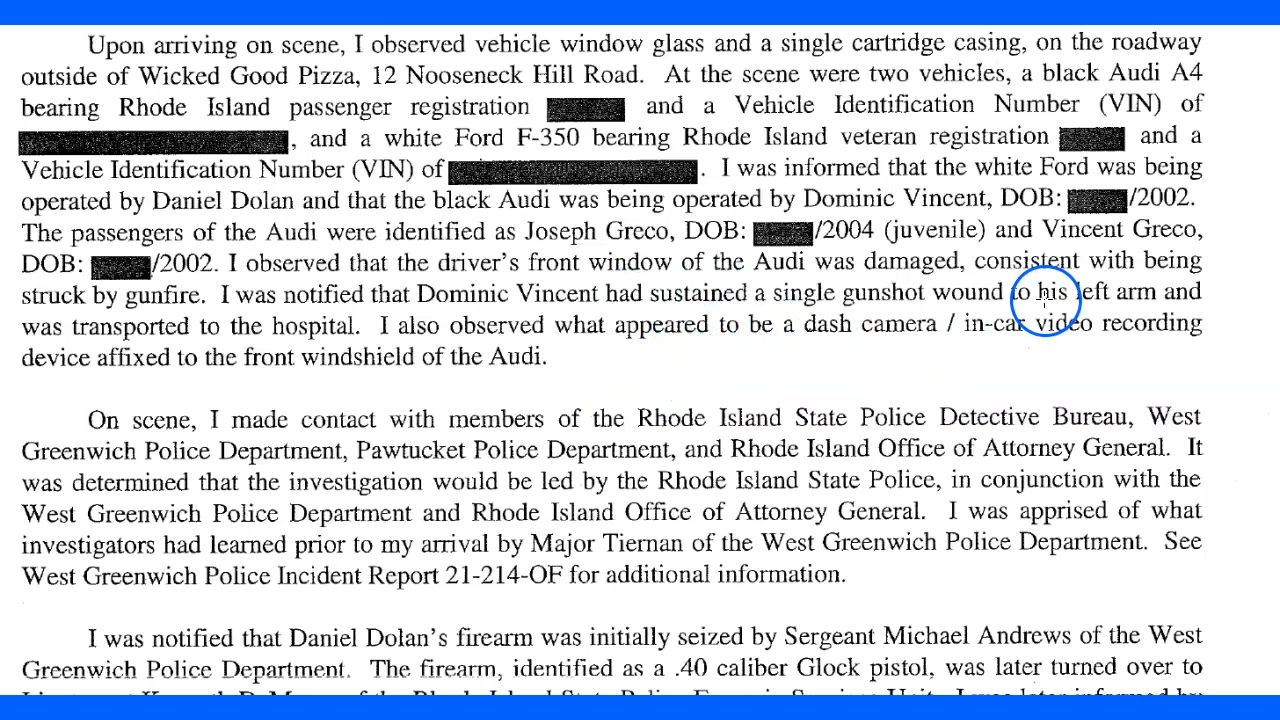 Upon arriving on scene, I observed vehicle window glass and a single cartridge casing, on the roadway
outside of Wicked Good Pizza, 12 Nooseneck Hill Road. At the scene were two vehicles, a black Audi A4
bearing Rhode Island passenger registration and a Vehicle Identification Number (VIN) of
, and a white Ford F-350 bearing Rhode Island veteran registration and a
Vehicle Identification Number (VIN) of . I was informed that the white Ford was being
operated by Daniel Dolan and that the black Audi was being operated by Dominic Vincent, DOB: /2002.
The passengers of the Audi were identified as Joseph Greco, DOB: /2004 (juvenile) and Vincent Greco,
DOB: /2002. I observed that the driver's front window of the Audi was damaged, consistent with being
struck by gunfire. I was notified that Dominic Vincent had sustained a single gunshot wound to his left arm and
was transported to the hospital. I also observed what appeared to be a dash camera / in-car video recording
device affixed to the front windshield of the Audi.
On scene, I made contact with members of the Rhode Island State Police Detective Bureau, West
Greenwich Police Department, Pawtucket Police Department, and Rhode Island Office of Attorney General. It
was determined that the investigation would be led by the Rhode Island State Police, in conjunction with the
West Greenwich Police Department and Rhode Island Office of Attorney General. I was apprised of what
investigators had learned prior to my arrival by Major Tiernan of the West Greenwich Police Department. See
West Greenwich Police Incident Report 21-214-OF for additional information.
I was notified that Daniel Dolan's firearm was initially seized by Sergeant Michael Andrews of the West
Greenwich Police Department. The firearm, identified as a .40 caliber Glock pistol, was later turned over to